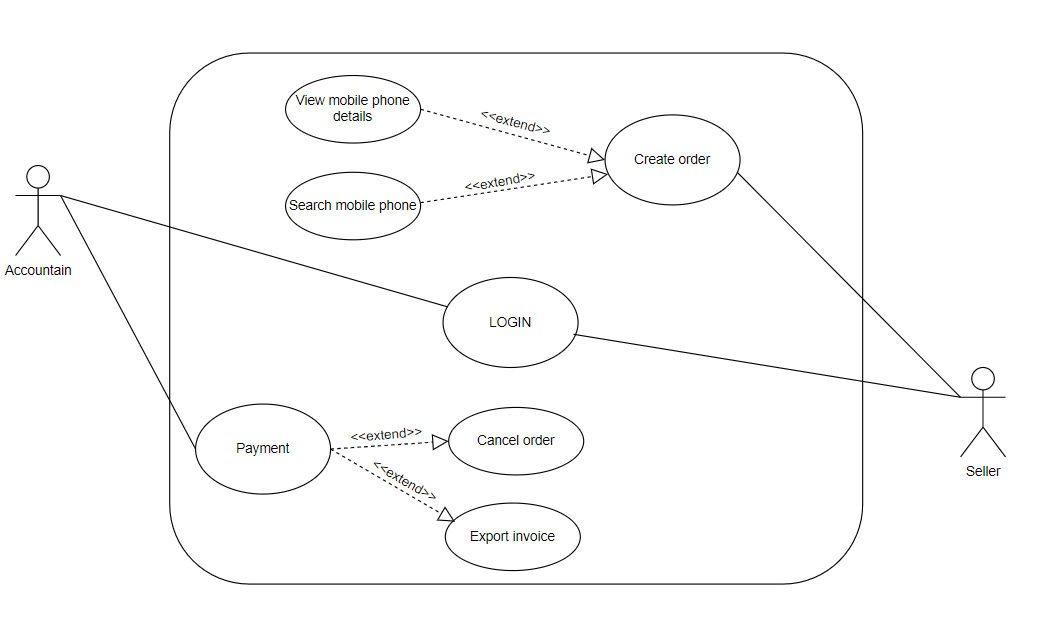 View mobile phone
details
<<extend>>
Create order
<<extend>>
Search mobile phone
Accountain
LOGIN
<<extend>>
Cancel order
Payment
<<extend>>
Seller
Export invoice